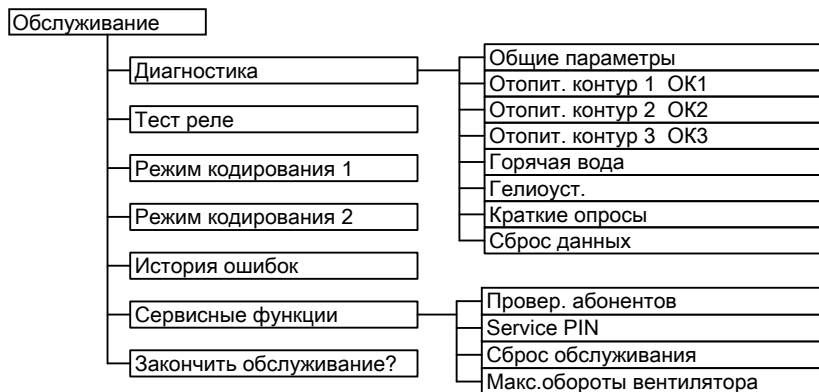 Обслуживание
Диагностика
Общие параметры
Отопит. контур 1 ОК1
Отопит. контур 2 ОК2
Отопит. контур 3 ОК3
Горячая вода
Гелиоуст.
Краткие опросы
Сброс данных
Тест реле
Режим кодирования 1
Режим кодирования 2
История ошибок
Сервисные функции
Провер. абонентов
Service PIN
Сброс обслуживания
Макс.обороты вентилятора
Закончить обслуживание?